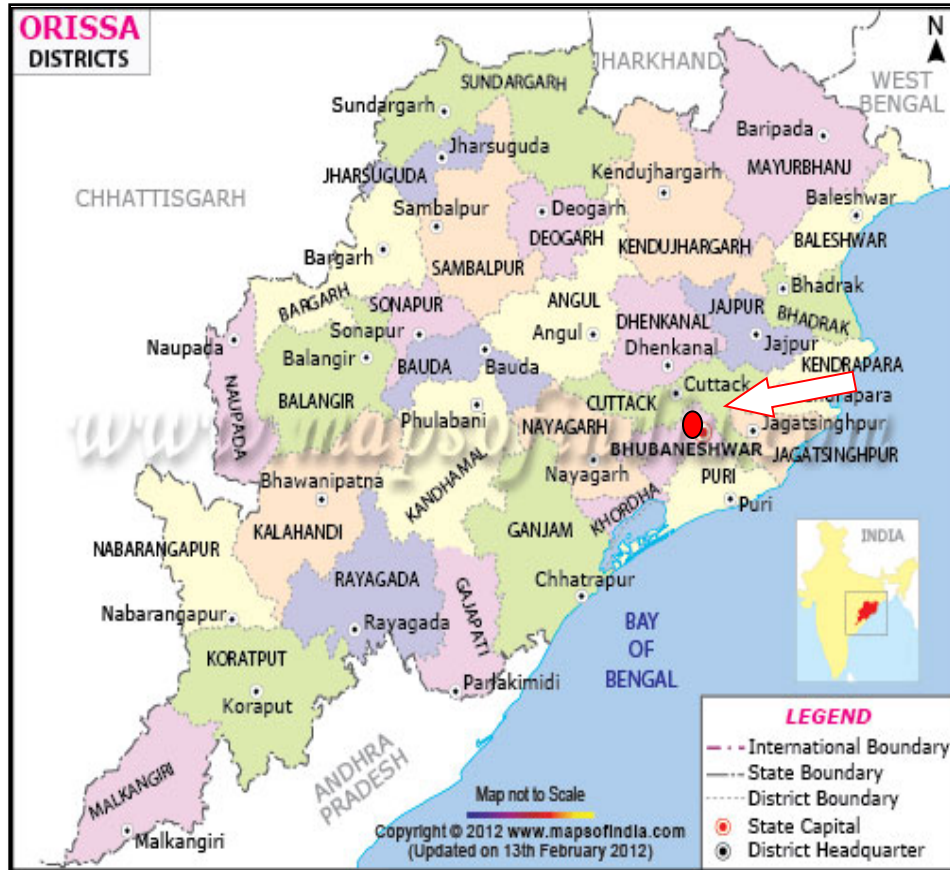 ORISSA
DISTRICTS
N
JHARKHAND
WEST
BENGAL
CHHATTISGARH
SUNDARGARH
Sundargarh
Jharsuguda
JHARSUGUDA
Baripada
MAYURBHANJ
Kendujhargarh
KENDUJHARGARH
Baleshwar
BALESHWAR
Sambalpur
SAMBALPUR
Deogarh
DEOGARH
Bargarh
BARGARH
SONAPUR
Sonapur
ANGUL
Angul
DHENKANAL
Dhenkanal
JAJPUR
Jajpur
Bhadrak
BHADRAK
Naupada
NAUPADA
Balangir
BALANGIR
BAUDA
Bauda
KENDRAPARA
Cuttack
CUTTACK
Phulabani
NAYAGARH
Nayagarh
BHUBANESHWAR
Jagatsinghpur
JAGATSINGHPUR
www.mapsof
PURI
Puri
KHORDHA
KANDHAMAL
Bhawanipatna
KALAHANDI
GANJAM
Chhatrapur
NABARANGAPUR
Nabarangapur
RAYAGADA
Rayagada
GAJAPATI
Parlakimidi
KORATPUT
Koraput
MALKANGIRI
Malkangiri
ANDHRA
PRADESH
BAY
OF
BENGAL
INDIA
LEGEND
International Boundary
State Boundary
District Boundary
State Capital
District Headquarter
Map not to Scale
Copyright © 2012 www.mapsofindia.com
(Updated on 13th February 2012)